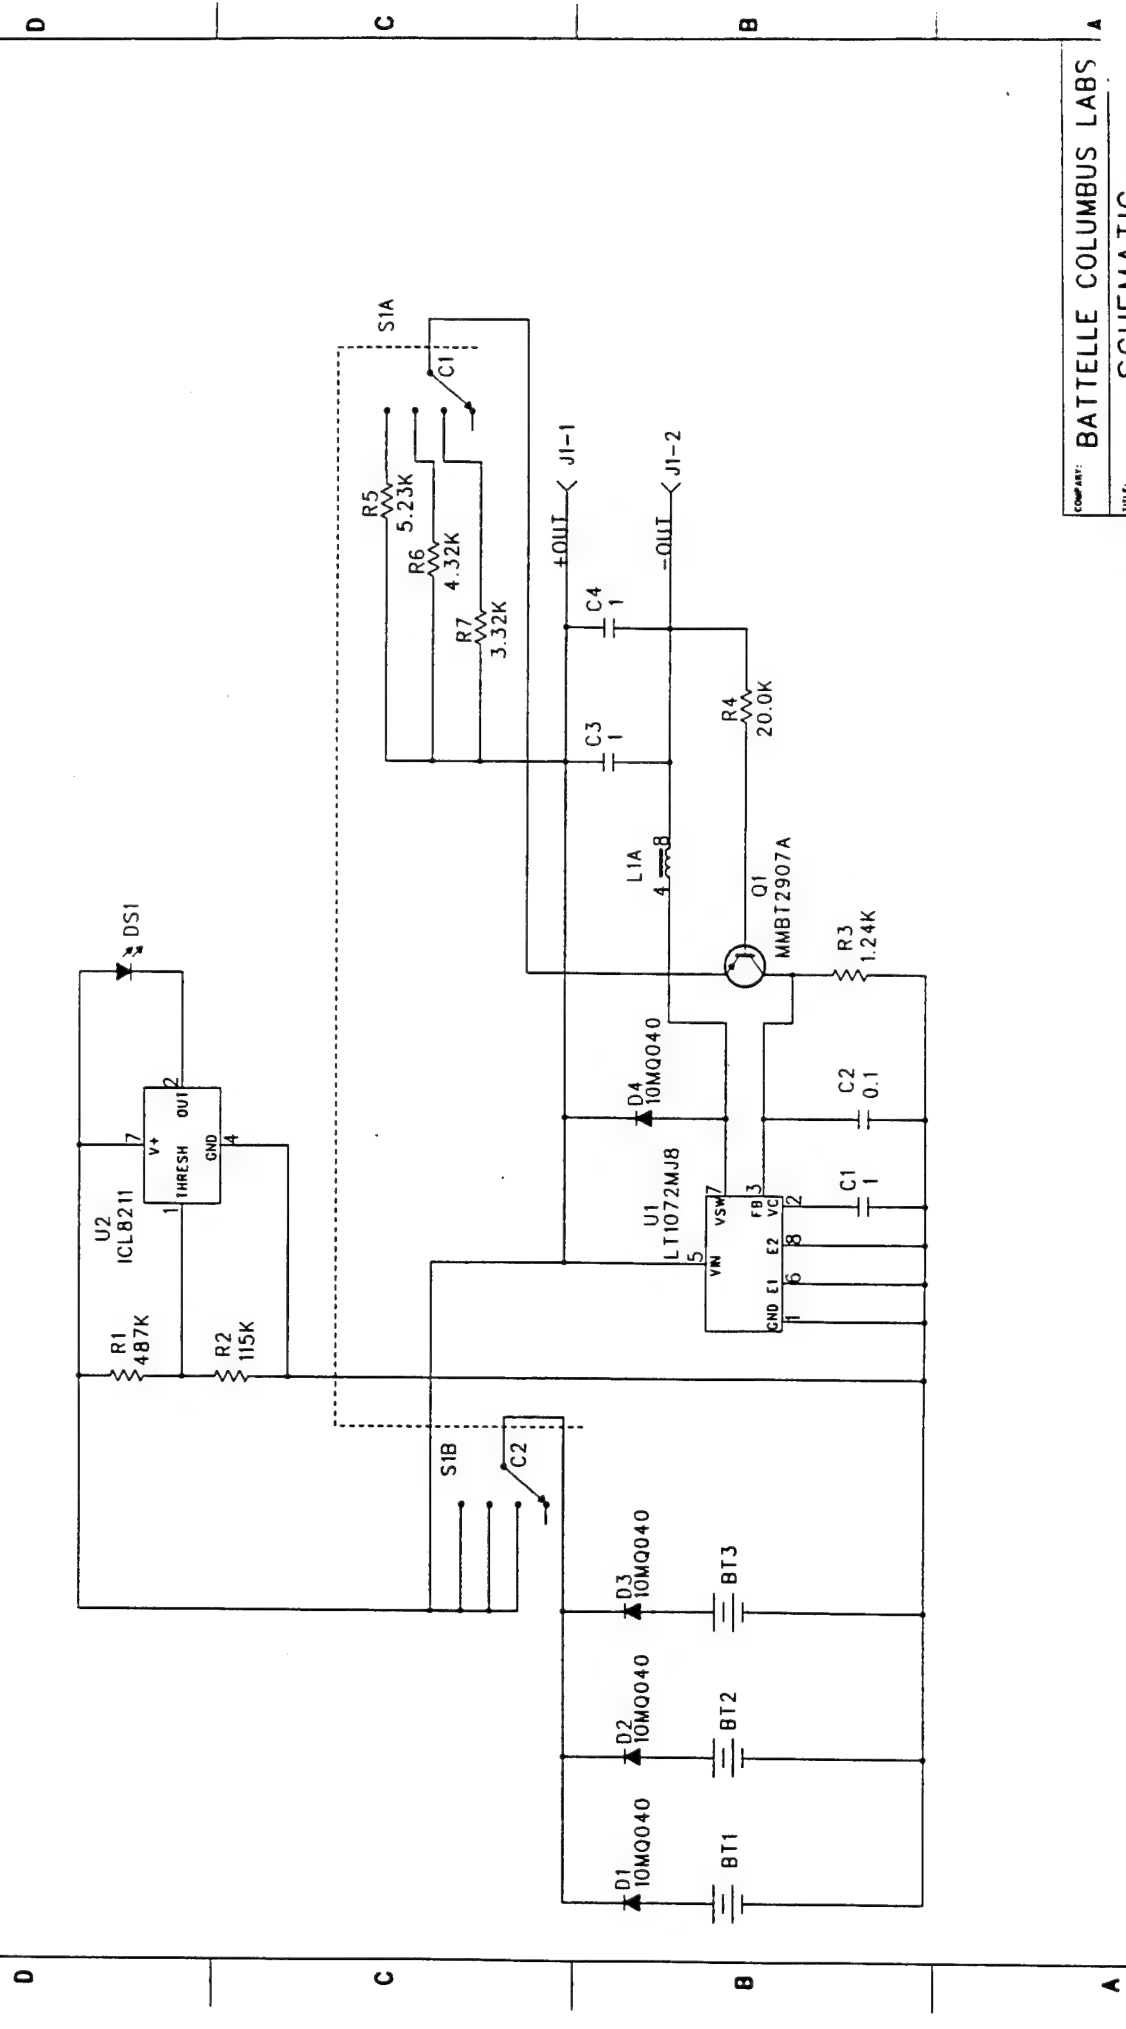 D
C
B
A
DS1
R1
487K
R2
115K
U2
ICL8211
1
THRESH
V+
7
OUT
2
GND
4
S1B
C2
S1A
C1
R5
5.23K
R6
4.32K
R7
3.32K
+OUT
J1-1
-OUT
J1-2
C3
1
C4
1
L1A
4
8
R4
20.0K
Q1
MMBT2907A
R3
1.24K
D4
10MQ040
U1
LT1072MJ8
5
VIN
VSW
7
FB
3
VC
2
E2
8
E1
6
GND
1
C1
1
C2
0.1
D1
10MQ040
D2
10MQ040
D3
10MQ040
BT1
BT2
BT3
COMPANY: BATTELLE COLUMBUS LABS
TITLE:
SCHEMATIC
D
C
B
A